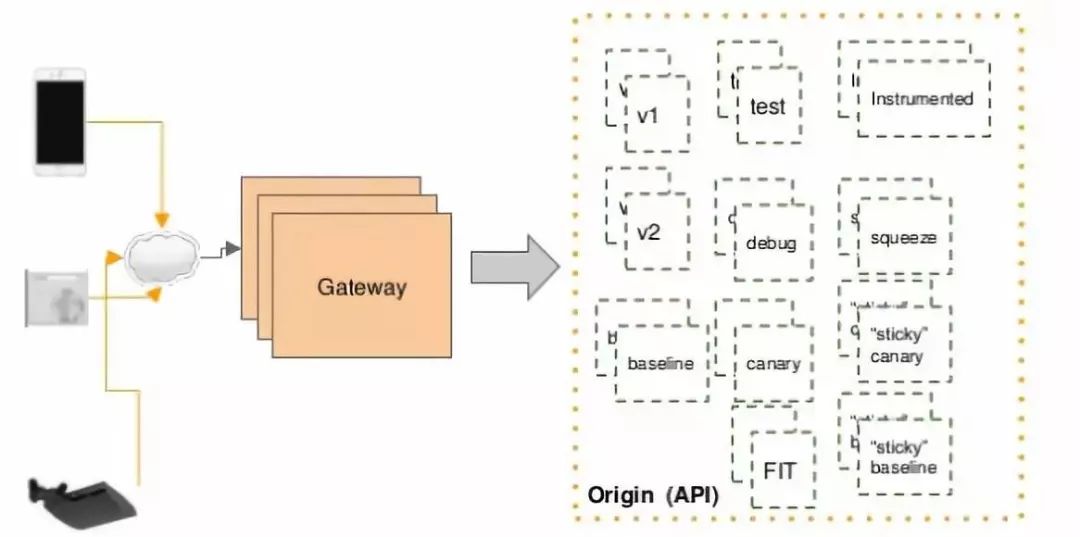 v1
test
Instrumented
v2
debug
squeeze
Gateway
baseline
canary
"sticky"
canary
FIT
"sticky"
baseline
Origin (API)